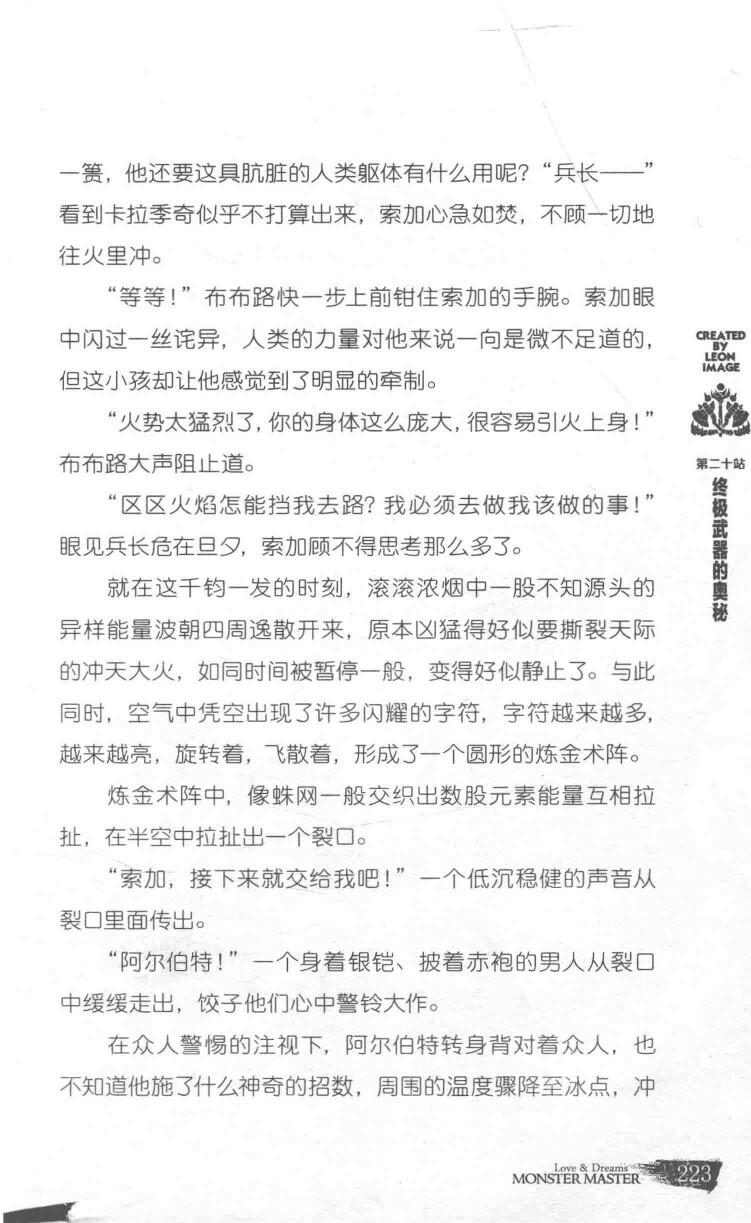 一篑，他还要这具肮脏的人类躯体有什么用呢？“兵长——”
看到卡拉季奇似乎不打算出来，索加心急如焚，不顾一切地
往火里冲。
“等等！”布布路快一步上前钳住索加的手腕。索加眼
中闪过一丝诧异，人类的力量对他来说一向是微不足道的，
但这小孩却让他感觉到了明显的牵制。
“火势太猛烈了，你的身体这么庞大，很容易引火上身！”
布布路大声阻止道。
“区区火焰怎能挡我去路？我必须去做我该做的事！”
眼见兵长危在旦夕，索加顾不得思考那么多了。
就在这千钧一发的时刻，滚滚浓烟中一股不知源头的
异样能量波朝四周逸散开来，原本凶猛得好似要撕裂天际
的冲天大火，如同时间被暂停一般，变得好似静止了。与此
同时，空气中凭空出现了许多闪耀的字符，字符越来越多，
越来越亮，旋转着，飞散着，形成了一个圆形的炼金术阵。
炼金术阵中，像蛛网一般交织出数股元素能量互相拉
扯，在半空中拉扯出一个裂口。
“索加，接下来就交给我吧！”一个低沉稳健的声音从
裂口里面传出。
“阿尔伯特！”一个身着银铠、披着赤袍的男人从裂口
中缓缓走出，饺子他们心中警铃大作。
在众人警惕的注视下，阿尔伯特转身背对着众人，也
不知道他施了什么神奇的招数，周围的温度骤降至冰点，冲
CREATED
BY
LEON
IMAGE
第二十站
终极武器的奥秘
Love & Dreams
MONSTER MASTER
223